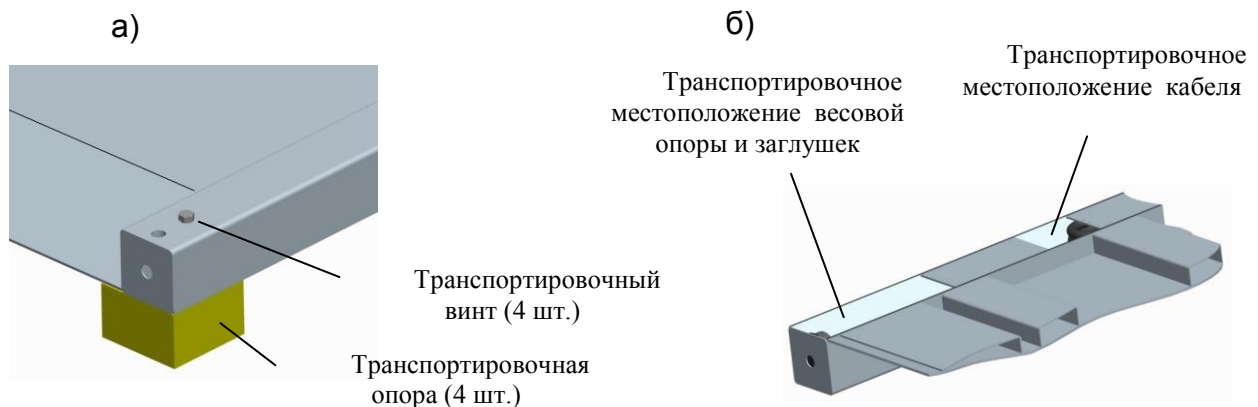 а)
Транспортировочный
винт (4 шт.)
Транспортировочная
опора (4 шт.)
б)
Транспортировочное
местоположение весовой
опоры и заглушек
Транспортировочное
местоположение кабеля